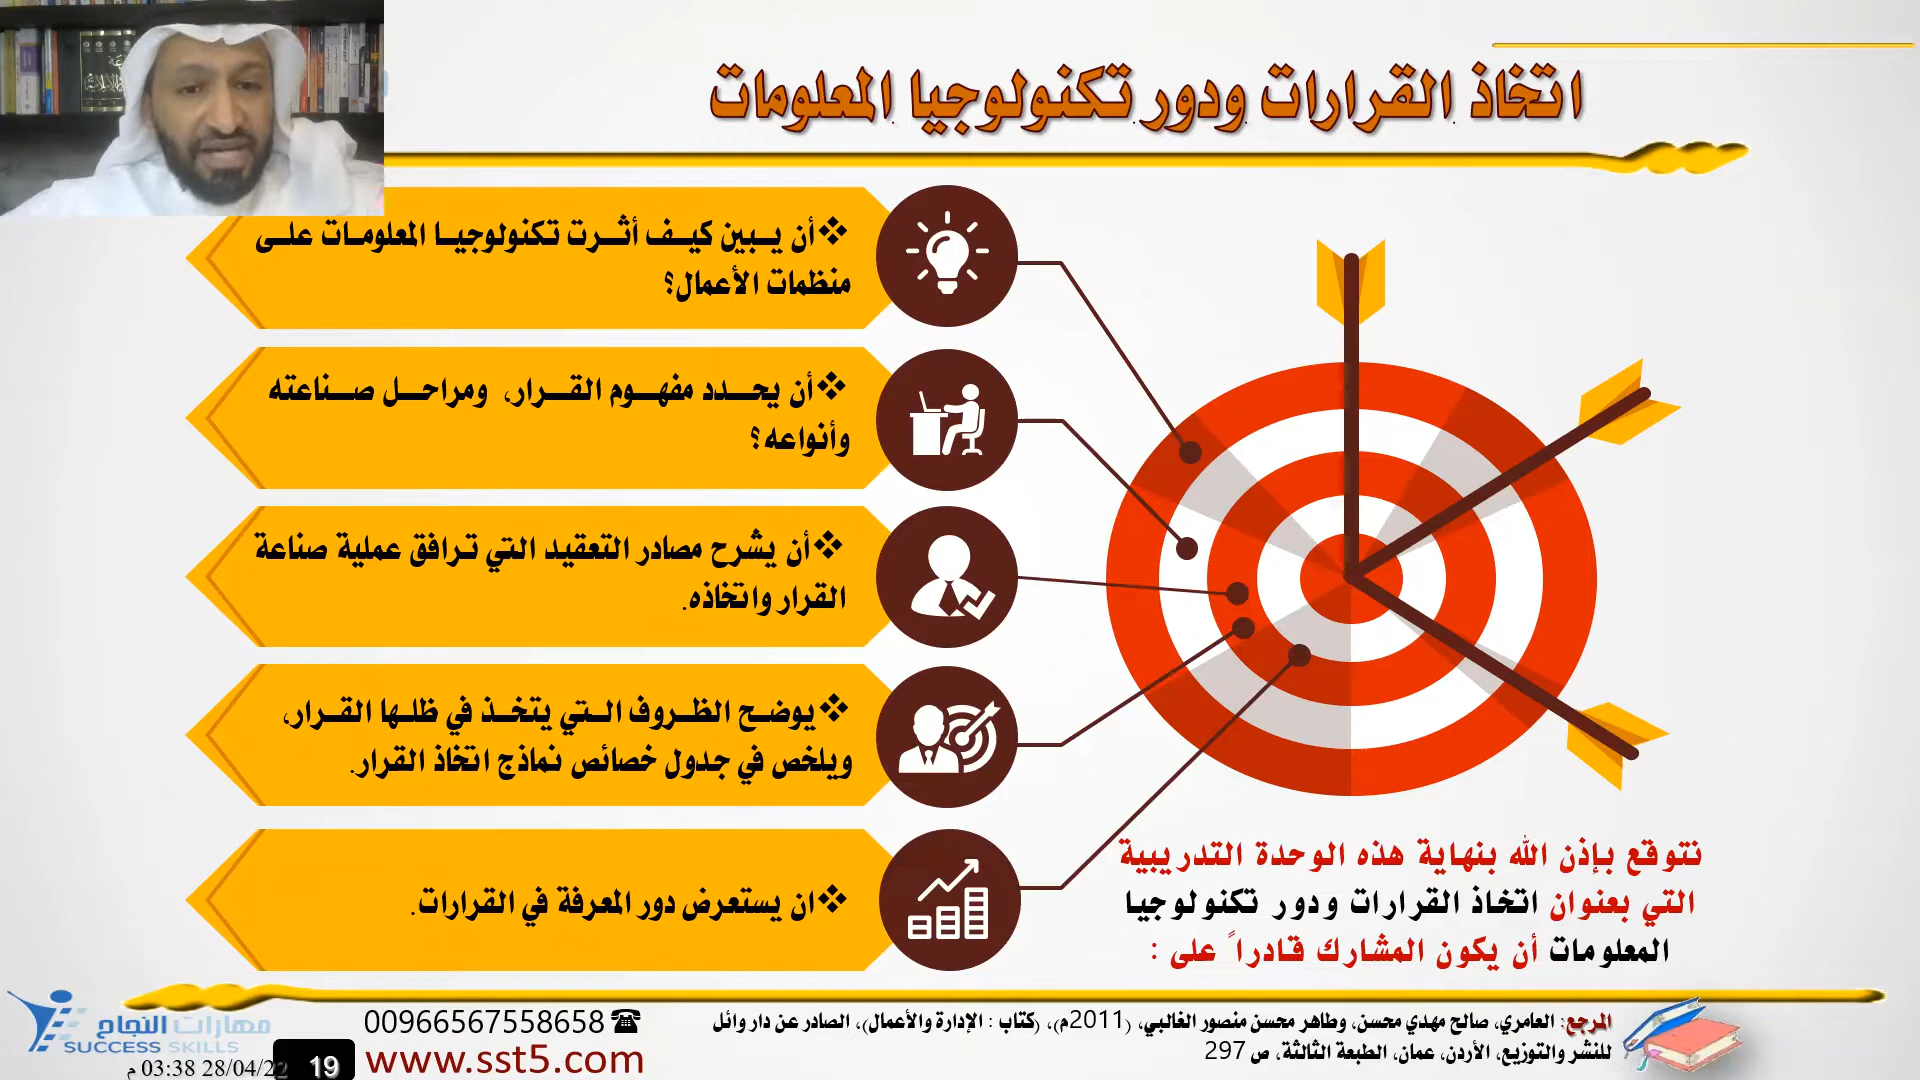 اتخاذ القرارات ودور تكنولوجيا المعلومات
❖أن يبين كيف أثرت تكنولوجيا المعلومات على
منظمات الأعمال؟
❖أن يحدد مفهوم القرار، ومراحل صناعته
وأنواعه؟
❖أن يشرح مصادر التعقيد التي ترافق عملية صناعة
القرار واتخاذه.
❖يوضح الظروف التي يتخذ في ظلها القرار،
ويلخص في جدول خصائص نماذج اتخاذ القرار.
❖ان يستعرض دور المعرفة في القرارات.
نتوقع بإذن الله بنهاية هذه الوحدة التدريبية
التي بعنوان اتخاذ القرارات ودور تكنولوجيا
المعلومات أن يكون المشارك قادراً على :
المرجع: العامري، صالح مهدي محسن، وطاهر محسن منصور الغالبي، (2011م)، (كتاب : الإدارة والأعمال)، الصادر عن دار وائل
للنشر والتوزيع، الأردن، عمان، الطبعة الثالثة، ص 297
00966567558658 ☎
www.sst5.com
مهارات النجاح
SUCCESS SKILLS
03:38 28/04/22 م
19